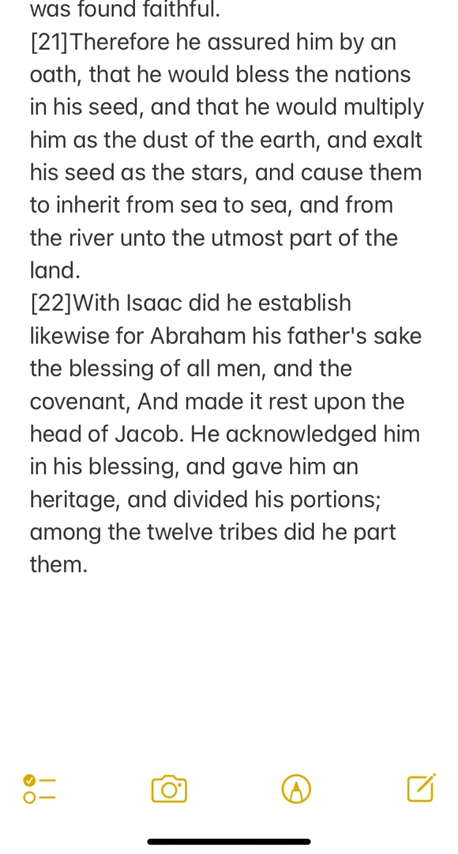 was found faithful.
[21]Therefore he assured him by an
oath, that he would bless the nations
in his seed, and that he would multiply
him as the dust of the earth, and exalt
his seed as the stars, and cause them
to inherit from sea to sea, and from
the river unto the utmost part of the
land.
[22]With Isaac did he establish
likewise for Abraham his father's sake
the blessing of all men, and the
covenant, And made it rest upon the
head of Jacob. He acknowledged him
in his blessing, and gave him an
heritage, and divided his portions;
among the twelve tribes did he part
them.